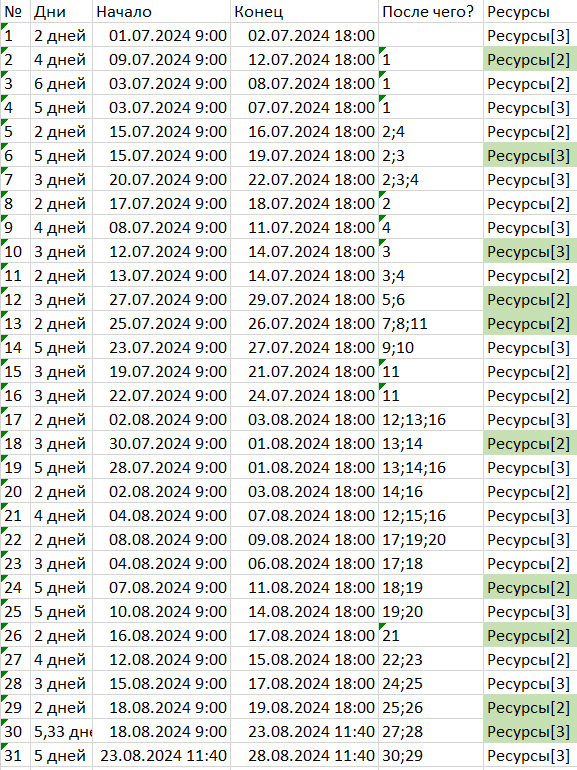 № Дни Начало Конец После чего? Ресурсы
1 2 дней 01.07.2024 9:00 02.07.2024 18:00 Ресурсы[3]
2 4 дней 09.07.2024 9:00 12.07.2024 18:00 1 Ресурсы[2]
3 6 дней 03.07.2024 9:00 08.07.2024 18:00 1 Ресурсы[2]
4 5 дней 03.07.2024 9:00 07.07.2024 18:00 1 Ресурсы[3]
5 2 дней 15.07.2024 9:00 16.07.2024 18:00 2;4 Ресурсы[2]
6 5 дней 15.07.2024 9:00 19.07.2024 18:00 2;3 Ресурсы[3]
7 3 дней 20.07.2024 9:00 22.07.2024 18:00 2;3;4 Ресурсы[3]
8 2 дней 17.07.2024 9:00 18.07.2024 18:00 2 Ресурсы[2]
9 4 дней 08.07.2024 9:00 11.07.2024 18:00 4 Ресурсы[3]
10 3 дней 12.07.2024 9:00 14.07.2024 18:00 3 Ресурсы[3]
11 2 дней 13.07.2024 9:00 14.07.2024 18:00 3;4 Ресурсы[2]
12 3 дней 27.07.2024 9:00 29.07.2024 18:00 5;6 Ресурсы[2]
13 2 дней 25.07.2024 9:00 26.07.2024 18:00 7;8;11 Ресурсы[2]
14 5 дней 23.07.2024 9:00 27.07.2024 18:00 9;10 Ресурсы[3]
15 3 дней 19.07.2024 9:00 21.07.2024 18:00 11 Ресурсы[2]
16 3 дней 22.07.2024 9:00 24.07.2024 18:00 11 Ресурсы[2]
17 2 дней 02.08.2024 9:00 03.08.2024 18:00 12;13;16 Ресурсы[3]
18 3 дней 30.07.2024 9:00 01.08.2024 18:00 13;14 Ресурсы[2]
19 5 дней 28.07.2024 9:00 01.08.2024 18:00 13;14;16 Ресурсы[3]
20 2 дней 02.08.2024 9:00 03.08.2024 18:00 14;16 Ресурсы[2]
21 4 дней 04.08.2024 9:00 07.08.2024 18:00 12;15;16 Ресурсы[3]
22 2 дней 08.08.2024 9:00 09.08.2024 18:00 17;19;20 Ресурсы[3]
23 3 дней 04.08.2024 9:00 06.08.2024 18:00 17;18 Ресурсы[2]
24 5 дней 07.08.2024 9:00 11.08.2024 18:00 18;19 Ресурсы[2]
25 5 дней 10.08.2024 9:00 14.08.2024 18:00 19;20 Ресурсы[3]
26 2 дней 16.08.2024 9:00 17.08.2024 18:00 21 Ресурсы[2]
27 4 дней 12.08.2024 9:00 15.08.2024 18:00 22;23 Ресурсы[2]
28 3 дней 15.08.2024 9:00 17.08.2024 18:00 24;25 Ресурсы[3]
29 2 дней 18.08.2024 9:00 19.08.2024 18:00 25;26 Ресурсы[2]
30 5,33 дне 18.08.2024 9:00 23.08.2024 11:40 27;28 Ресурсы[3]
31 5 дней 23.08.2024 11:40 28.08.2024 11:40 30;29 Ресурсы[3]